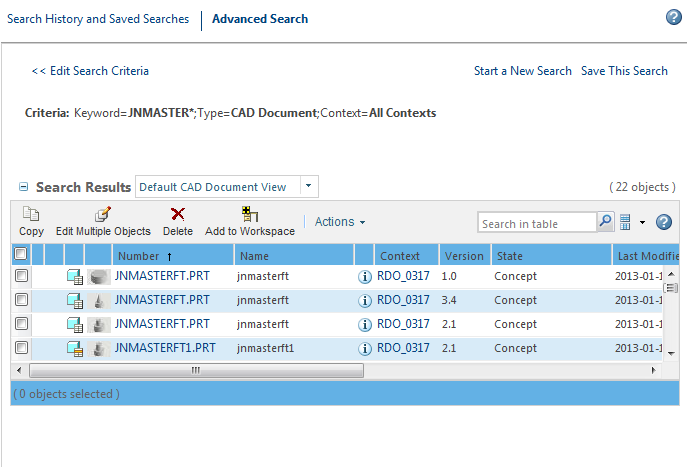 Search History and Saved Searches Advanced Search
<< Edit Search Criteria Start a New Search Save This Search
Criteria: Keyword=JNMASTER*;Type=CAD Document;Context=All Contexts
Search Results Default CAD Document View ( 22 objects )
Copy Edit Multiple Objects Delete Add to Workspace Actions Search in table
Number ↑ Name Context Version State Last Modifie
JNMASTERFT.PRT jnmasterft RDO_0317 1.0 Concept 2013-01-1
JNMASTERFT.PRT jnmasterft RDO_0317 3.4 Concept 2013-01-1
JNMASTERFT.PRT jnmasterft RDO_0317 2.1 Concept 2013-01-1
JNMASTERFT1.PRT jnmasterft1 RDO_0317 2.1 Concept 2013-01-1
( 0 objects selected )